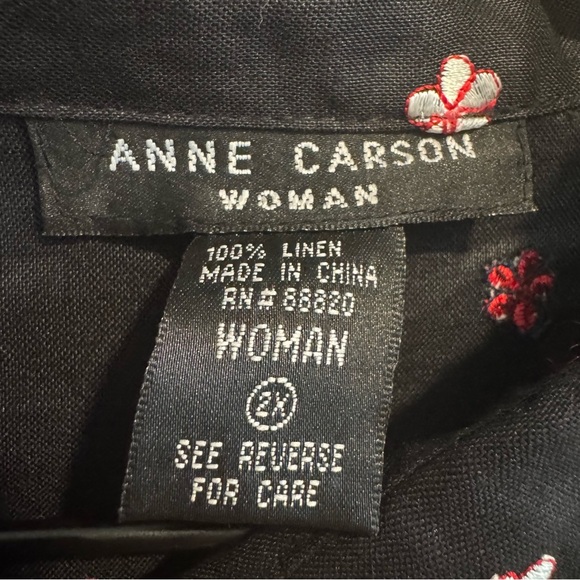 ANNE CARSON
WOMAN
100% LINEN
MADE IN CHINA
RN# 88820
WOMAN
2X
SEE REVERSE
FOR CARE